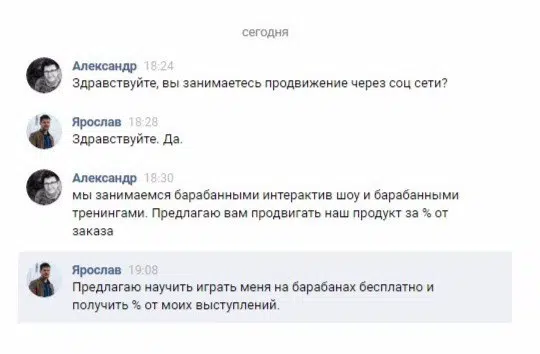 сегодня
Александр 18:24
Здравствуйте, вы занимаетесь продвижение через соц сети?
Ярослав 18:28
Здравствуйте. Да.
Александр 18:30
мы занимаемся барабанными интерактив шоу и барабанными
тренингами. Предлагаю вам продвигать наш продукт за % от
заказа
Ярослав 19:08
Предлагаю научить играть меня на барабанах бесплатно и
получить % от моих выступлений.